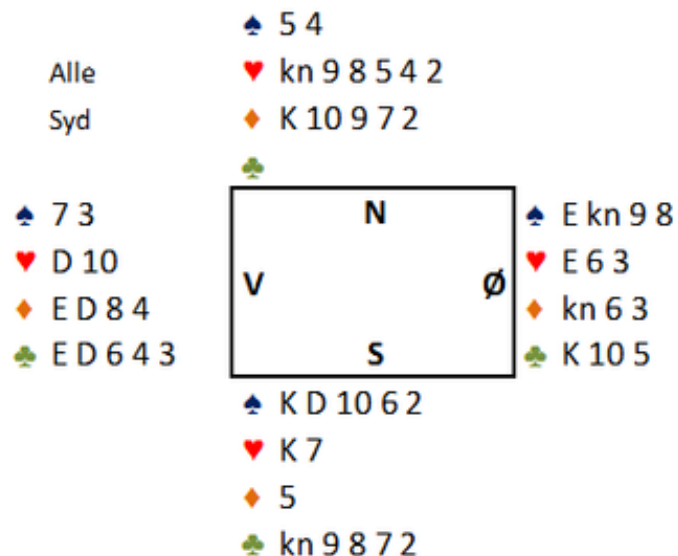 ♠ 5 4
Alle ♥ kn 9 8 5 4 2
Syd ♦ K 10 9 7 2
♣
♠ 7 3 N ♠ E kn 9 8
♥ D 10 ♥ E 6 3
♦ E D 8 4 V Ø ♦ kn 6 3
♣ E D 6 4 3 S ♣ K 10 5
♠ K D 10 6 2
♥ K 7
♦ 5
♣ kn 9 8 7 2